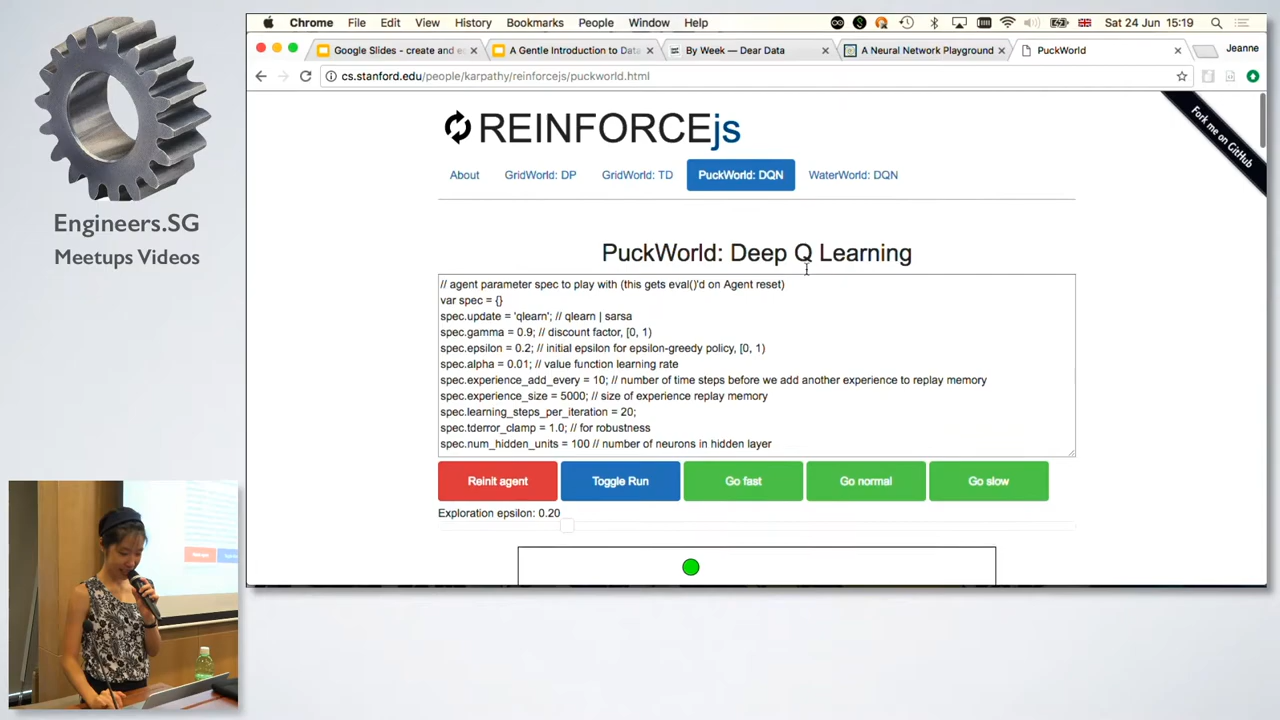 Engineers.SG
Meetups Videos
Chrome File Edit View History Bookmarks People Window Help
Sat 24 Jun 15:19
Google Slides - create and e
A Gentle Introduction to Data
By Week — Dear Data
A Neural Network Playground
PuckWorld
Jeanne
cs.stanford.edu/people/karpathy/reinforcejs/puckworld.html
Fork me on GitHub
REINFORCEjs
About
GridWorld: DP
GridWorld: TD
PuckWorld: DQN
WaterWorld: DQN
PuckWorld: Deep Q Learning
// agent parameter spec to play with (this gets eval()'d on Agent reset)
var spec = {}
spec.update = 'qlearn'; // qlearn | sarsa
spec.gamma = 0.9; // discount factor, [0, 1)
spec.epsilon = 0.2; // initial epsilon for epsilon-greedy policy, [0, 1)
spec.alpha = 0.01; // value function learning rate
spec.experience_add_every = 10; // number of time steps before we add another experience to replay memory
spec.experience_size = 5000; // size of experience replay memory
spec.learning_steps_per_iteration = 20;
spec.tderror_clamp = 1.0; // for robustness
spec.num_hidden_units = 100 // number of neurons in hidden layer
Reinit agent
Toggle Run
Go fast
Go normal
Go slow
Exploration epsilon: 0.20